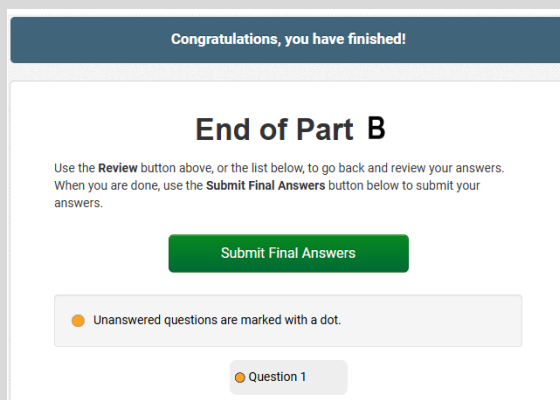 Congratulations, you have finished!
End of Part B
Use the Review button above, or the list below, to go back and review your answers.
When you are done, use the Submit Final Answers button below to submit your
answers.
Submit Final Answers
Unanswered questions are marked with a dot.
Question 1